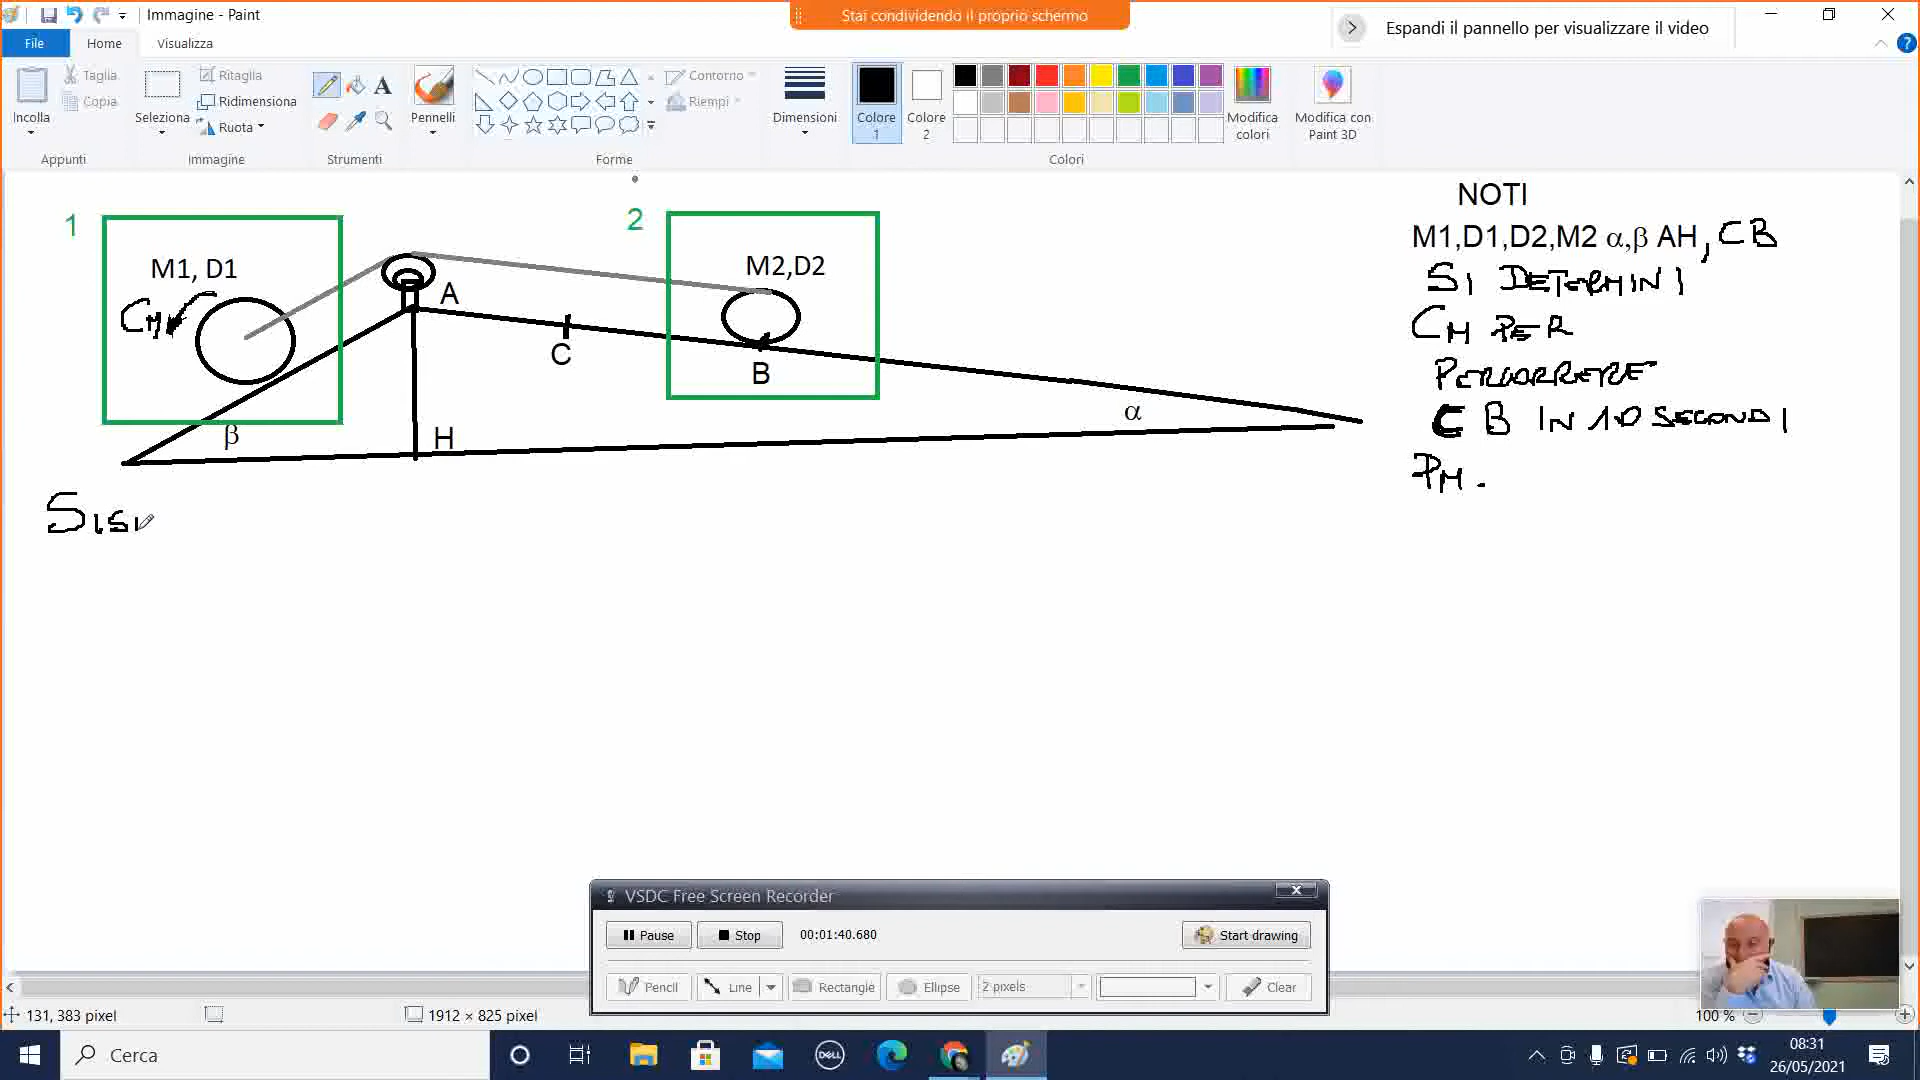 Immagine - Paint
Stai condividendo il proprio schermo
Espandi il pannello per visualizzare il video
File
Home
Visualizza
Incolla
Taglia
Copia
Appunti
Seleziona
Ritaglia
Ridimensiona
Ruota
Immagine
Strumenti
Pennelli
Forme
Contorno
Riempi
Dimensioni
Colore 1
Colore 2
Colori
Modifica colori
Modifica con Paint 3D
1
M1, D1
CM
β
A
H
C
2
M2,D2
B
α
SISI
NOTI
M1,D1,D2,M2 α,β AH, CB
SI DETERMINI
CM PER
PERCORRERE
CB IN 10 SECONDI
PM.
VSDC Free Screen Recorder
Pause
Stop
00:01:40.680
Start drawing
Pencil
Line
Rectangle
Ellipse
2 pixels
Clear
131, 383 pixel
1912 × 825 pixel
100 %
Cerca
DELL
08:31
26/05/2021